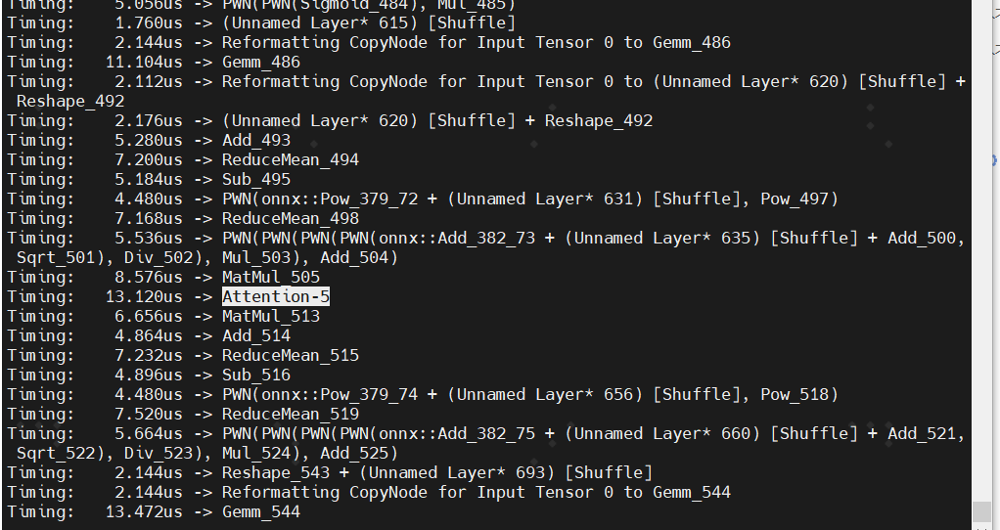 Timing:    5.056us -> PWN(PWN(Sigmoid_484), Mul_485)
Timing:    1.760us -> (Unnamed Layer* 615) [Shuffle]
Timing:    2.144us -> Reformatting CopyNode for Input Tensor 0 to Gemm_486
Timing:   11.104us -> Gemm_486
Timing:    2.112us -> Reformatting CopyNode for Input Tensor 0 to (Unnamed Layer* 620) [Shuffle] +
 Reshape_492
Timing:    2.176us -> (Unnamed Layer* 620) [Shuffle] + Reshape_492
Timing:    5.280us -> Add_493
Timing:    7.200us -> ReduceMean_494
Timing:    5.184us -> Sub_495
Timing:    4.480us -> PWN(onnx::Pow_379_72 + (Unnamed Layer* 631) [Shuffle], Pow_497)
Timing:    7.168us -> ReduceMean_498
Timing:    5.536us -> PWN(PWN(PWN(PWN(onnx::Add_382_73 + (Unnamed Layer* 635) [Shuffle] + Add_500,
 Sqrt_501), Div_502), Mul_503), Add_504)
Timing:    8.576us -> MatMul_505
Timing:   13.120us -> Attention-5
Timing:    6.656us -> MatMul_513
Timing:    4.864us -> Add_514
Timing:    7.232us -> ReduceMean_515
Timing:    4.896us -> Sub_516
Timing:    4.480us -> PWN(onnx::Pow_379_74 + (Unnamed Layer* 656) [Shuffle], Pow_518)
Timing:    7.520us -> ReduceMean_519
Timing:    5.664us -> PWN(PWN(PWN(PWN(onnx::Add_382_75 + (Unnamed Layer* 660) [Shuffle] + Add_521,
 Sqrt_522), Div_523), Mul_524), Add_525)
Timing:    2.144us -> Reshape_543 + (Unnamed Layer* 693) [Shuffle]
Timing:    2.144us -> Reformatting CopyNode for Input Tensor 0 to Gemm_544
Timing:   13.472us -> Gemm_544